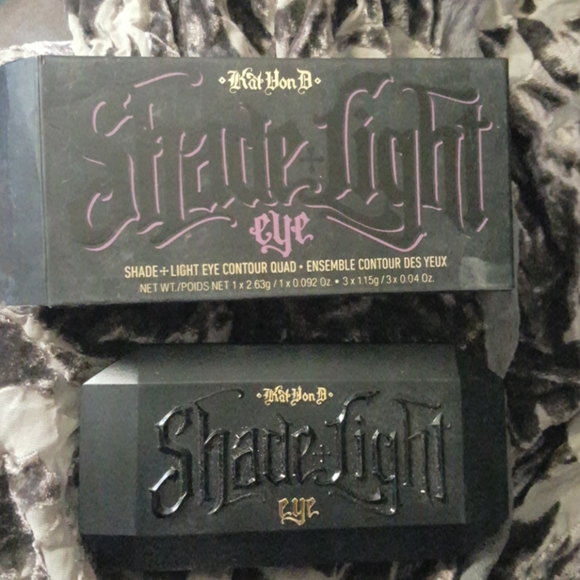 Kat Von D
Shade+Light
eye
SHADE+LIGHT EYE CONTOUR QUAD • ENSEMBLE CONTOUR DES YEUX
NET WT./POIDS NET 1 x 2.63g / 1 x 0.092 Oz. • 3 x 1.15g / 3 x 0.04 Oz.
Kat Von D
Shade+Light
eye